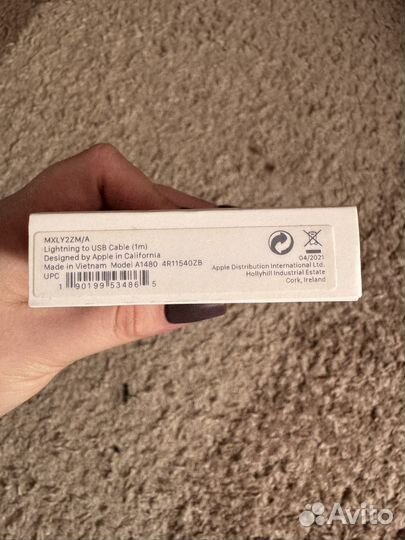 MXLY2ZM/A
Lightning to USB Cable (1m)
Designed by Apple in California
Made in Vietnam Model A1480 4R11540ZB
UPC
1 90199 53486 5
04/2021
Apple Distribution International Ltd.
Hollyhill Industrial Estate
Cork, Ireland
Avito